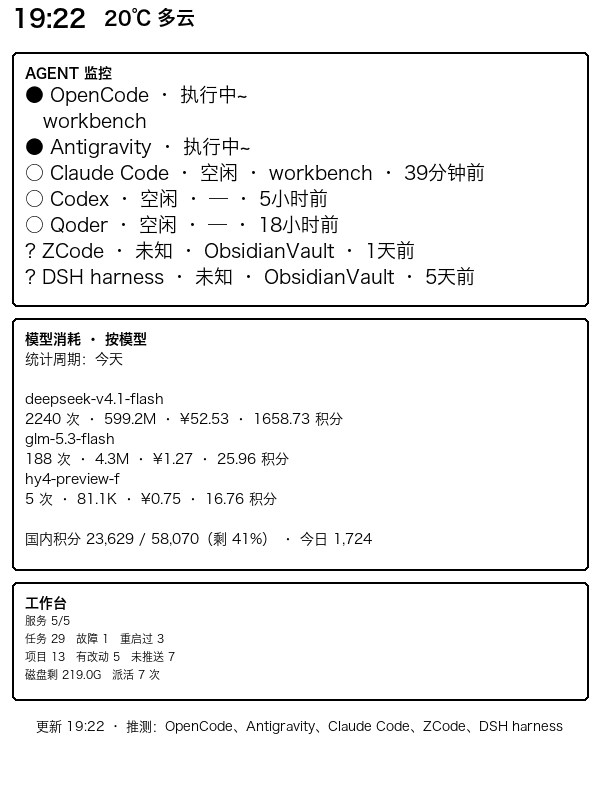 19:22 20℃ 多云
AGENT 监控
● OpenCode · 执行中~
workbench
● Antigravity · 执行中~
○ Claude Code · 空闲 · workbench · 39分钟前
○ Codex · 空闲 · — · 5小时前
○ Qoder · 空闲 · — · 18小时前
? ZCode · 未知 · ObsidianVault · 1天前
? DSH harness · 未知 · ObsidianVault · 5天前
模型消耗 · 按模型
统计周期：今天
deepseek-v4.1-flash
2240 次 · 599.2M · ¥52.53 · 1658.73 积分
glm-5.3-flash
188 次 · 4.3M · ¥1.27 · 25.96 积分
hy4-preview-f
5 次 · 81.1K · ¥0.75 · 16.76 积分
国内积分 23,629 / 58,070（剩 41%） · 今日 1,724
工作台
服务 5/5
任务 29 故障 1 重启过 3
项目 13 有改动 5 未推送 7
磁盘剩 219.0G 派活 7 次
更新 19:22 · 推测：OpenCode、Antigravity、Claude Code、ZCode、DSH harness